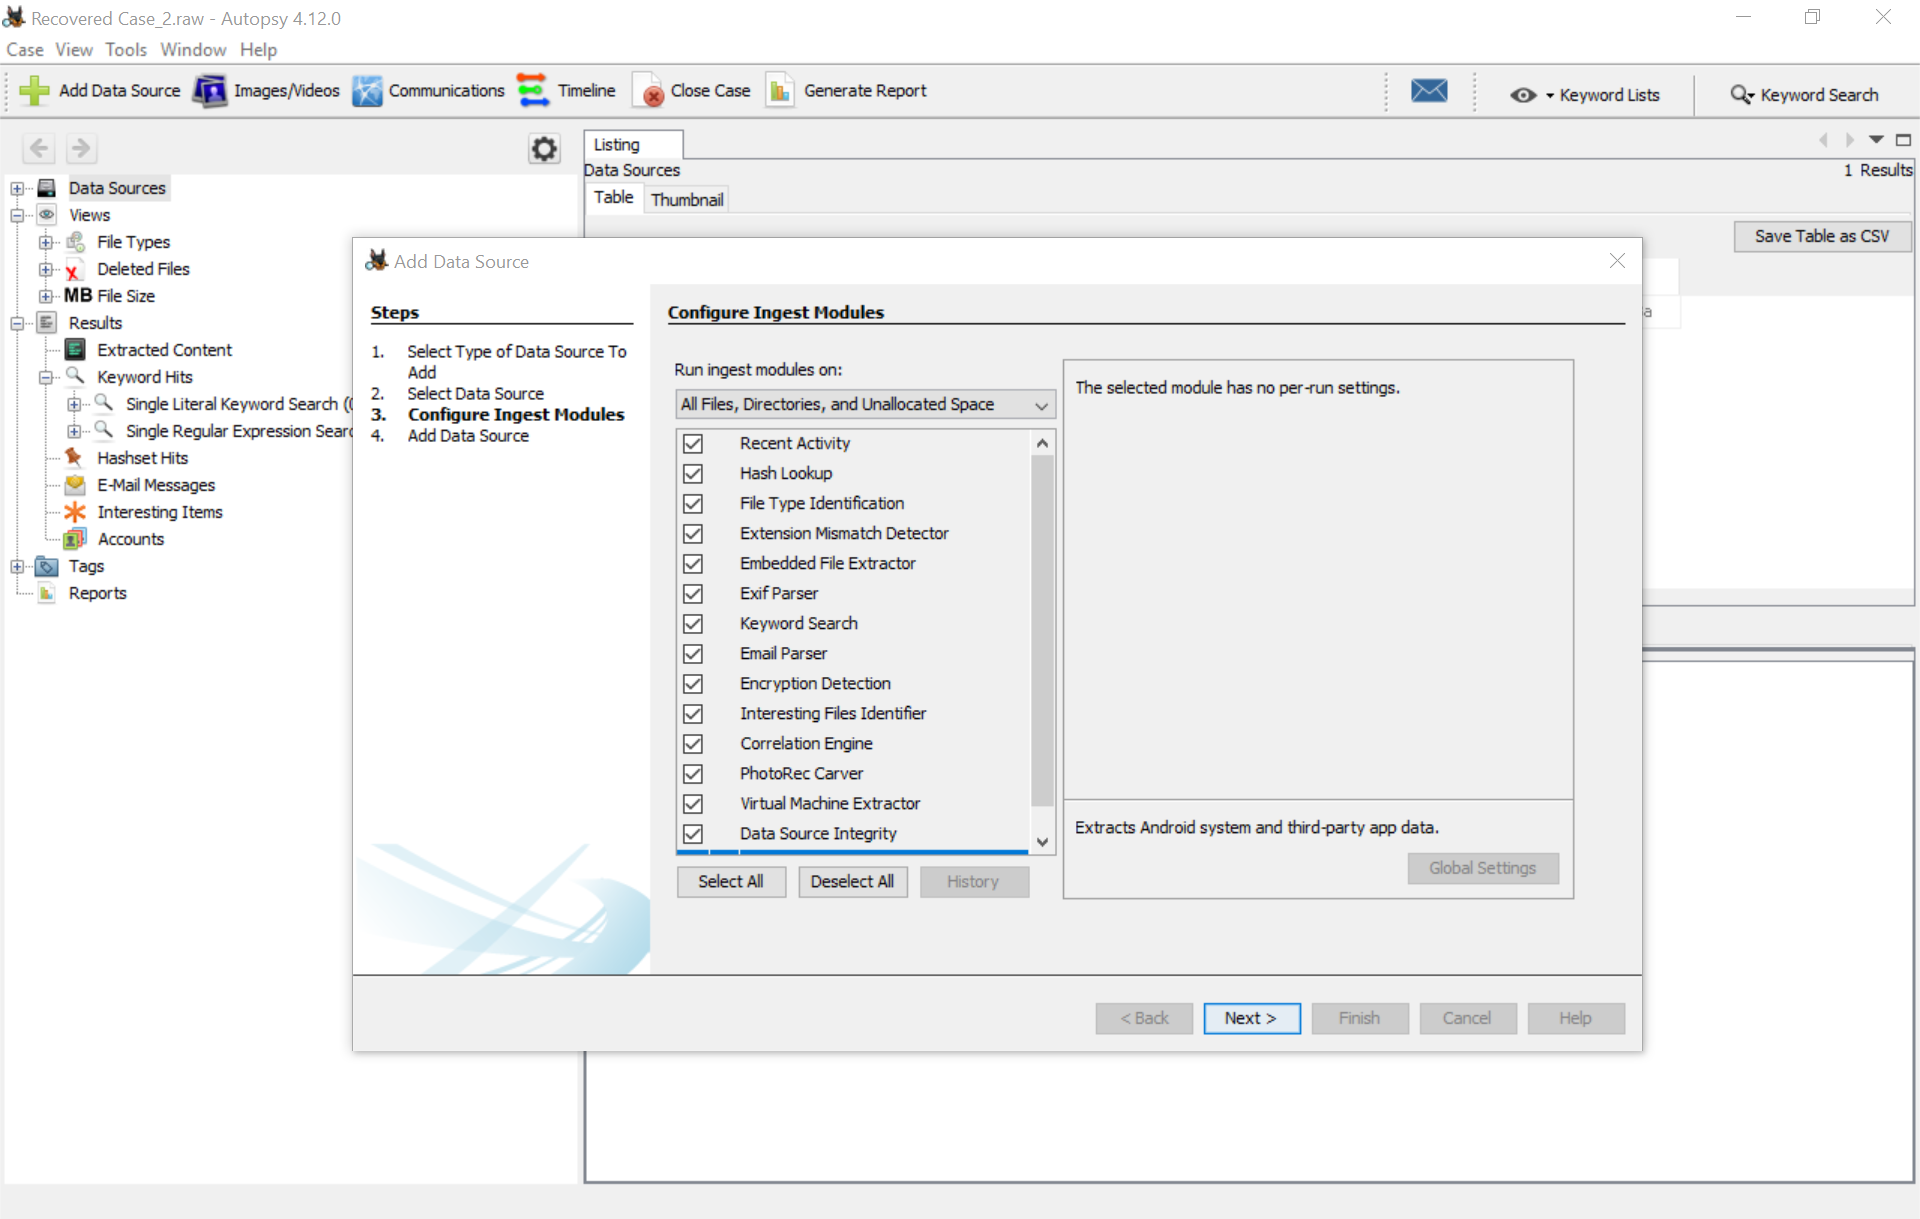 Recovered Case_2.raw - Autopsy 4.12.0
Case View Tools Window Help
Add Data Source Images/Videos Communications Timeline Close Case Generate Report Keyword Lists Keyword Search
Listing
Data Sources 1 Results
Table Thumbnail
Save Table as CSV
Data Sources
Views
File Types
Deleted Files
MB File Size
Results
Extracted Content
Keyword Hits
Single Literal Keyword Search (
Single Regular Expression Sear
Hashset Hits
E-Mail Messages
Interesting Items
Accounts
Tags
Reports
Add Data Source
Steps
1. Select Type of Data Source To
Add
2. Select Data Source
3. Configure Ingest Modules
4. Add Data Source
Configure Ingest Modules
Run ingest modules on:
All Files, Directories, and Unallocated Space
Recent Activity
Hash Lookup
File Type Identification
Extension Mismatch Detector
Embedded File Extractor
Exif Parser
Keyword Search
Email Parser
Encryption Detection
Interesting Files Identifier
Correlation Engine
PhotoRec Carver
Virtual Machine Extractor
Data Source Integrity
Select All Deselect All History
The selected module has no per-run settings.
Extracts Android system and third-party app data.
Global Settings
< Back Next > Finish Cancel Help